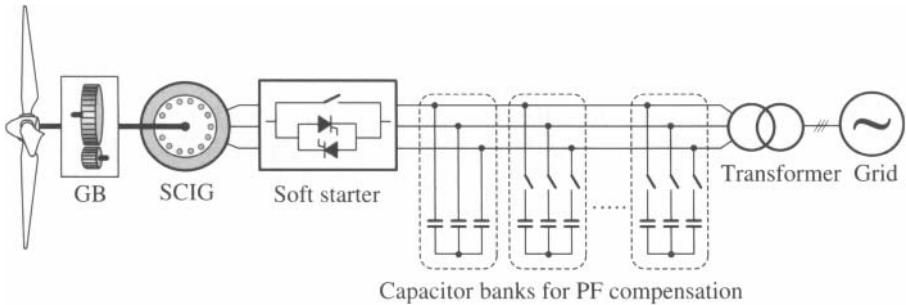 GB
SCIG
Soft starter
Transformer
Grid
Capacitor banks for PF compensation